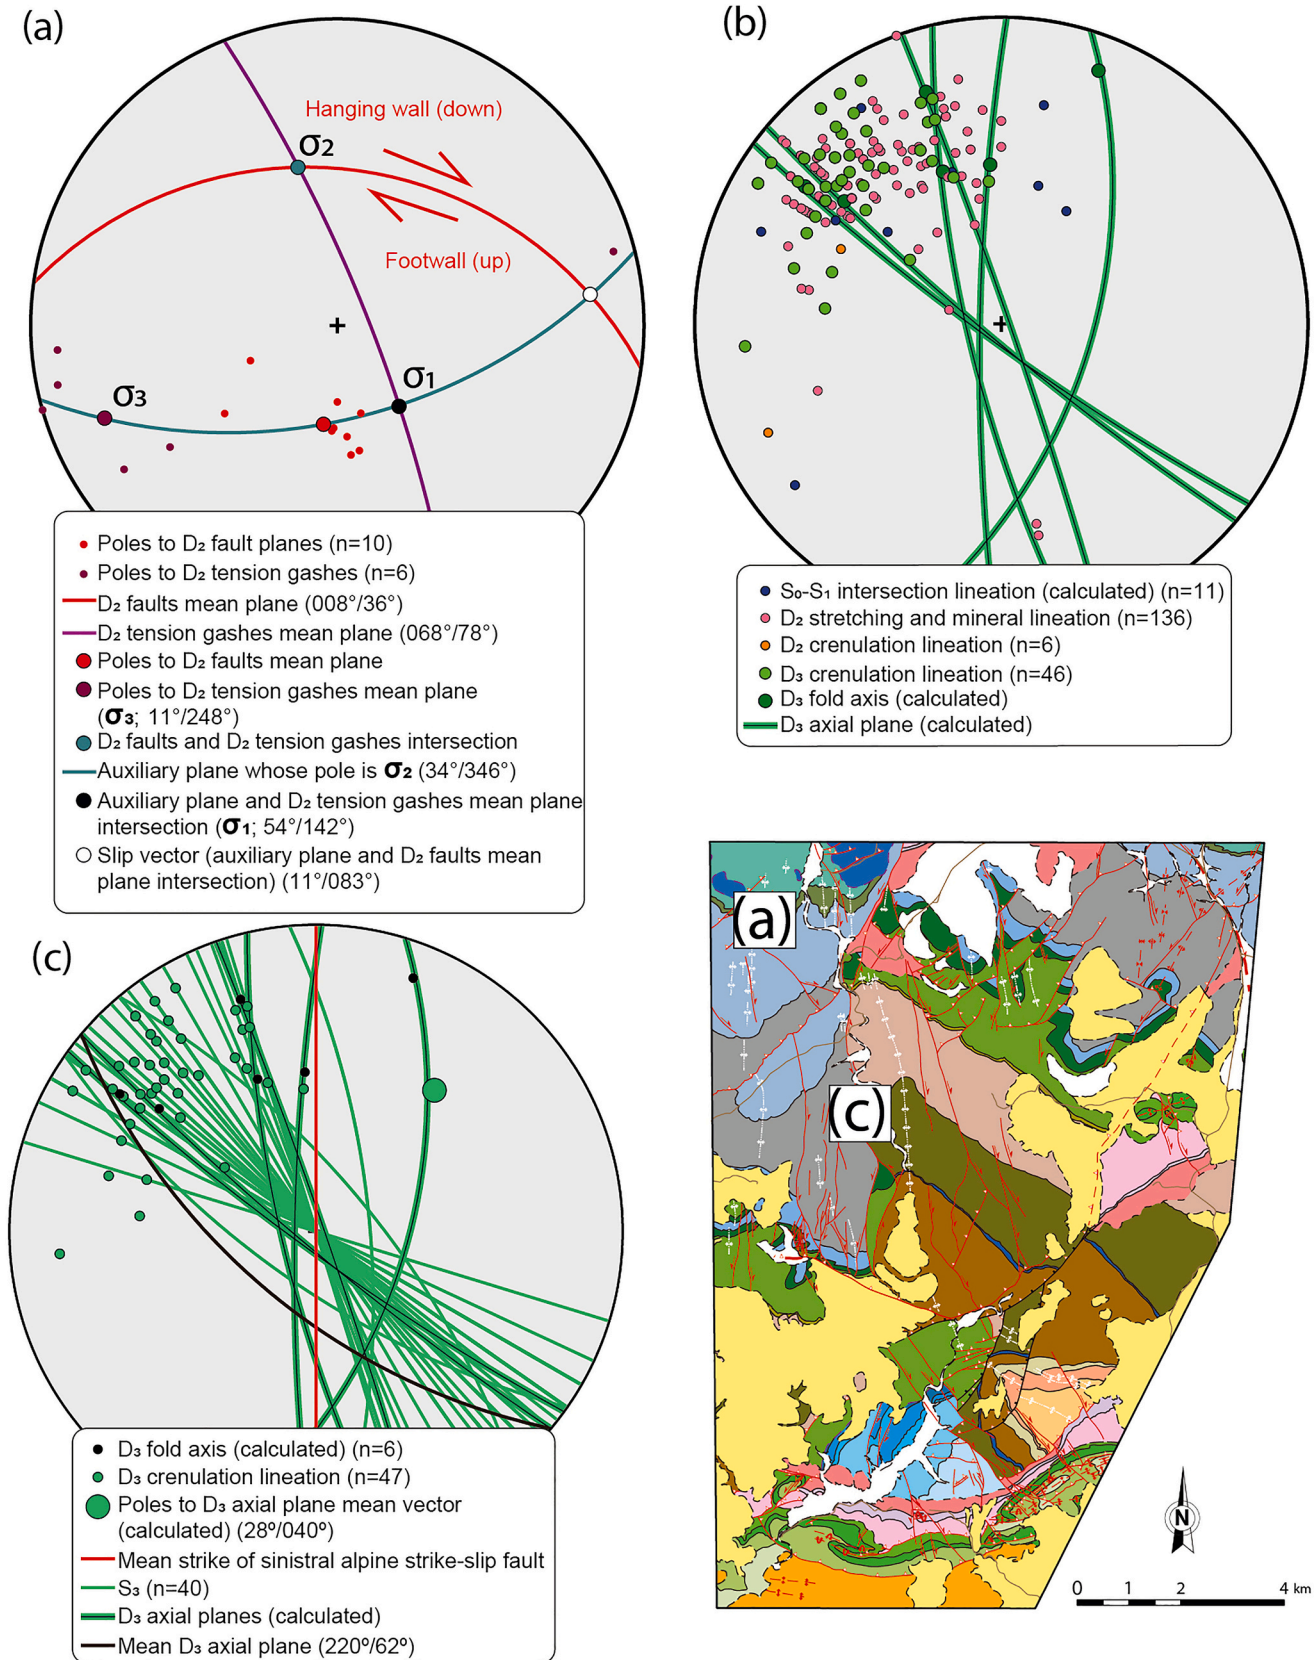 (a)
Hanging wall (down)
σ2
Footwall (up)
σ1
σ3
Poles to D₂ fault planes (n=10)
Poles to D₂ tension gashes (n=6)
D₂ faults mean plane (008°/36°)
D₂ tension gashes mean plane (068°/78°)
Poles to D₂ faults mean plane
Poles to D₂ tension gashes mean plane
(σ₃; 11°/248°)
D₂ faults and D₂ tension gashes intersection
Auxiliary plane whose pole is σ₂ (34°/346°)
Auxiliary plane and D₂ tension gashes mean plane
intersection (σ₁; 54°/142°)
Slip vector (auxiliary plane and D₂ faults mean
plane intersection) (11°/083°)
(b)
S₀-S₁ intersection lineation (calculated) (n=11)
D₂ stretching and mineral lineation (n=136)
D₂ crenulation lineation (n=6)
D₃ crenulation lineation (n=46)
D₃ fold axis (calculated)
D₃ axial plane (calculated)
(c)
D₃ fold axis (calculated) (n=6)
D₃ crenulation lineation (n=47)
Poles to D₃ axial plane mean vector
(calculated) (28º/040º)
Mean strike of sinistral alpine strike-slip fault
S₃ (n=40)
D₃ axial planes (calculated)
Mean D₃ axial plane (220º/62º)
(a)
(c)
N
0 1 2 4 km